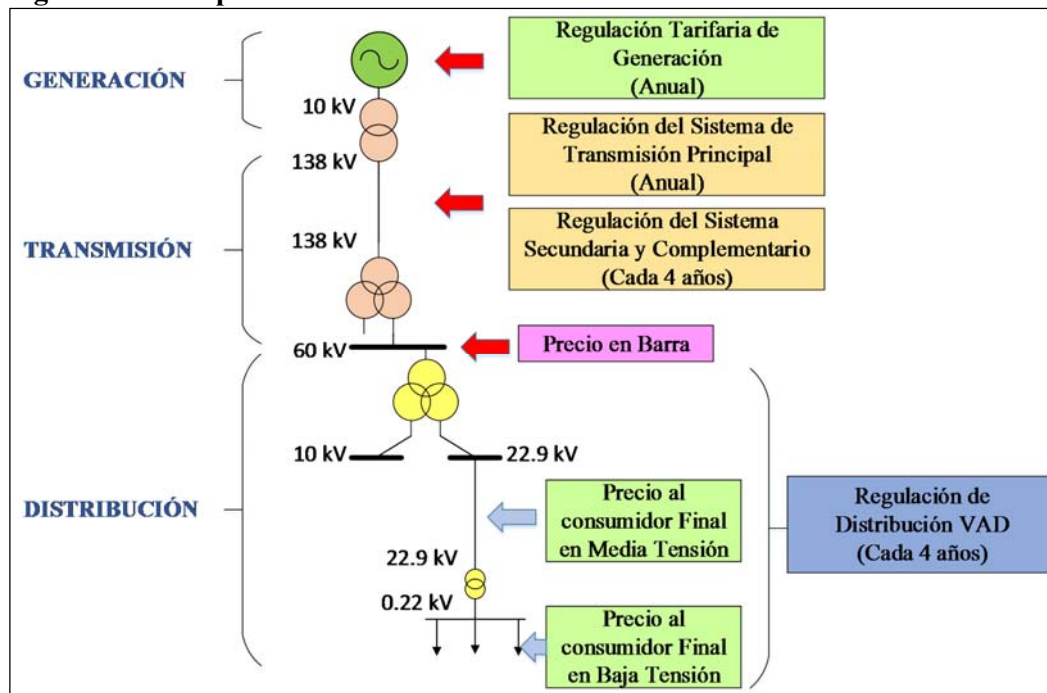 Regulación Tarifaria de
Generación
(Anual)
GENERACIÓN
10 kV
138 kV
Regulación del Sistema de
Transmisión Principal
(Anual)
TRANSMISIÓN
138 kV
Regulación del Sistema
Secundaria y Complementario
(Cada 4 años)
60 kV
Precio en Barra
10 kV
22.9 kV
DISTRIBUCIÓN
Precio al
consumidor Final
en Media Tensión
Regulación de
Distribución VAD
(Cada 4 años)
22.9 kV
0.22 kV
Precio al
consumidor Final
en Baja Tensión